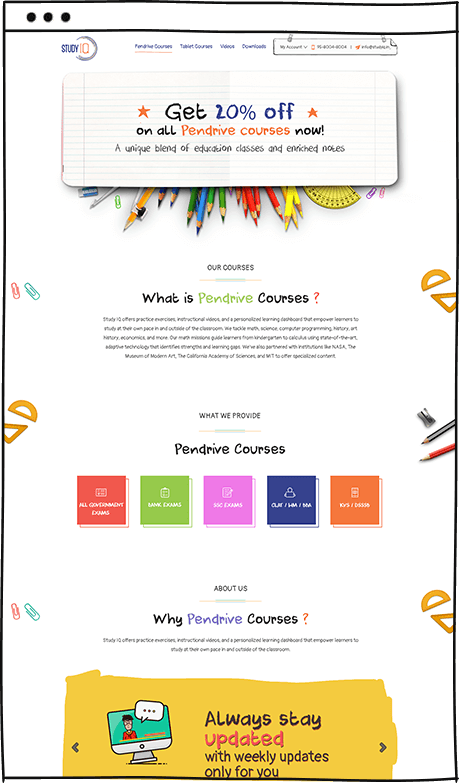 STUDY IQ
Pendrive Courses Tablet Courses Videos Downloads
My Account
Get 20% off
on all Pendrive courses now!
A unique blend of education classes and enriched notes
OUR COURSES
What is Pendrive Courses ?
Study IQ offers practice exercises, instructional videos, and a personalized learning dashboard that empower learners to
study at their own pace in and outside of the classroom. We tackle math, science, computer programming, history, art
history, economics, and more. Our math missions guide learners from kindergarten to calculus using state-of-the-art,
adaptive technology that identifies strengths and learning gaps. We've also partnered with institutions like NASA, The
Museum of Modern Art, The California Academy of Sciences, and MIT to offer specialized content.
WHAT WE PROVIDE
Pendrive Courses
ALL GOVERNMENT
EXAMS
BANK EXAMS
SSC EXAMS
CLAT / HM / BBA
KVS / DSSSB
ABOUT US
Why Pendrive Courses ?
Study IQ offers practice exercises, instructional videos, and a personalized learning dashboard that empower learners to
study at their own pace in and outside of the classroom.
Always stay
updated
with weekly updates
only for you